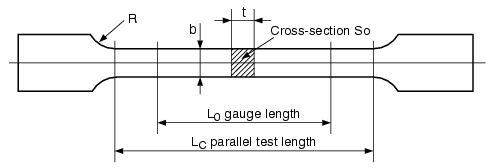 R
t
b
Cross-section So
L0 gauge length
LC parallel test length